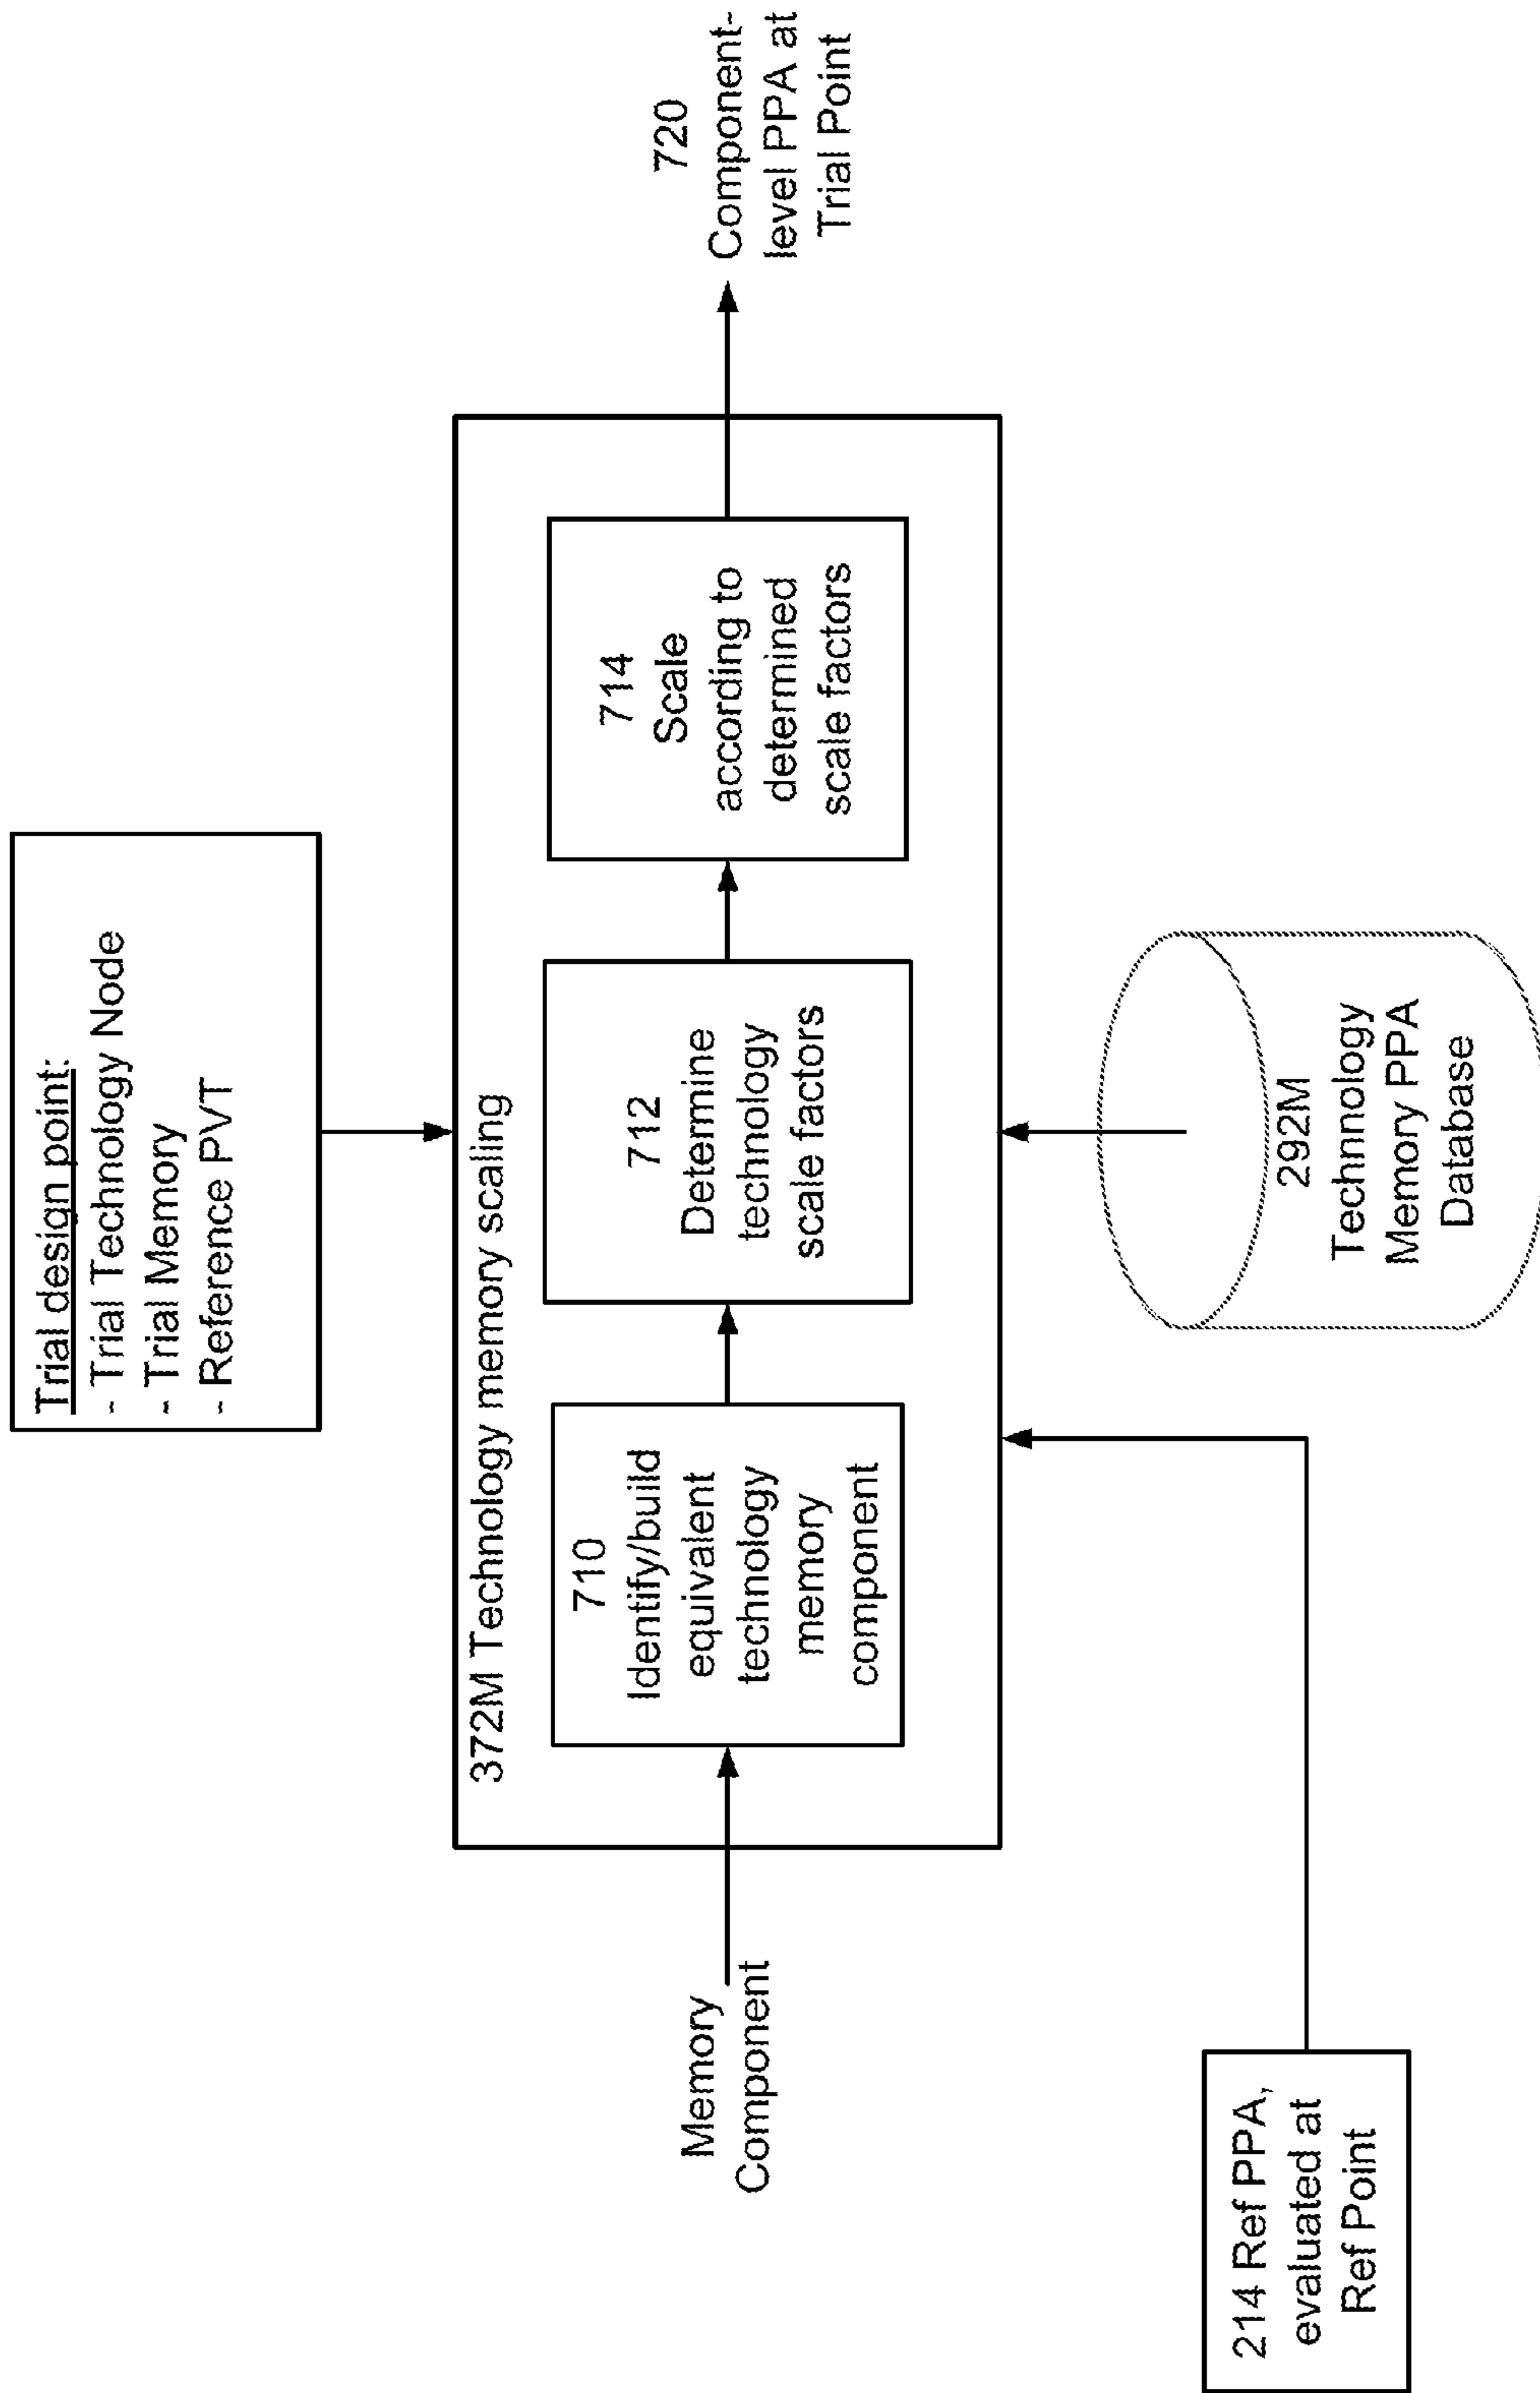 Trial design point:
- Trial Technology Node
- Trial Memory
- Reference PVT
372M Technology memory scaling
Memory
Component
710
Identify/build
equivalent
technology
memory
component
712
Determine
technology
scale factors
714
Scale
according to
determined
scale factors
720
Component-
level PPA at
Trial Point
214 Ref PPA,
evaluated at
Ref Point
292M
Technnology
Memory PPA
Database